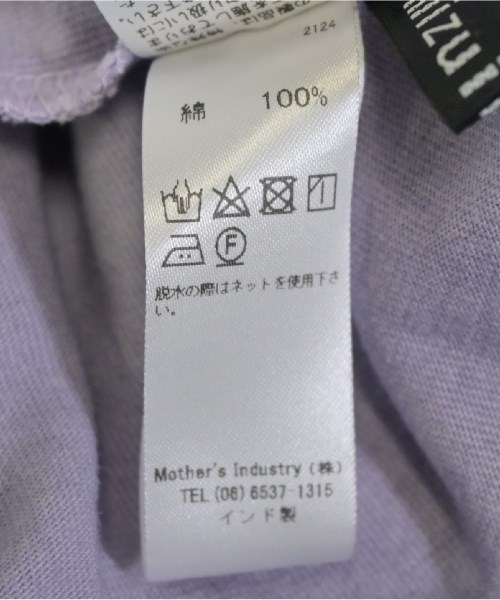 2124
綿 100%
F
脱水の際はネットを使用下さ
い。
Mother's Industry (株)
TEL (06) 6537-1315
インド製